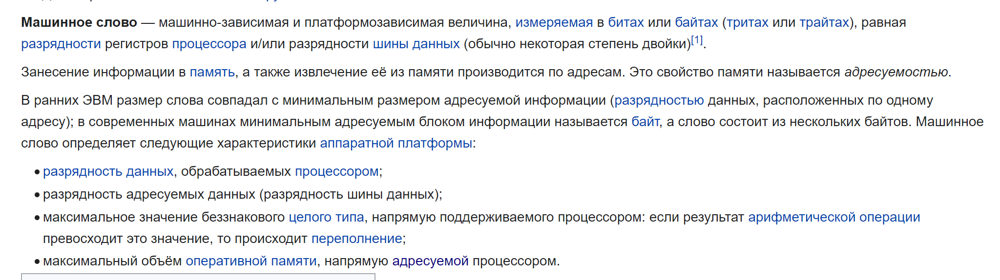 Машинное слово — машинно-зависимая и платформозависимая величина, измеряемая в битах или байтах (тритах или трайтах), равная
разрядности регистров процессора и/или разрядности шины данных (обычно некоторая степень двойки)[1].
Занесение информации в память, а также извлечение её из памяти производится по адресам. Это свойство памяти называется адресуемостью.
В ранних ЭВМ размер слова совпадал с минимальным размером адресуемой информации (разрядностью данных, расположенных по одному
адресу); в современных машинах минимальным адресуемым блоком информации называется байт, а слово состоит из нескольких байтов. Машинное
слово определяет следующие характеристики аппаратной платформы:
• разрядность данных, обрабатываемых процессором;
• разрядность адресуемых данных (разрядность шины данных);
• максимальное значение беззнакового целого типа, напрямую поддерживаемого процессором: если результат арифметической операции
превосходит это значение, то происходит переполнение;
• максимальный объём оперативной памяти, напрямую адресуемой процессором.